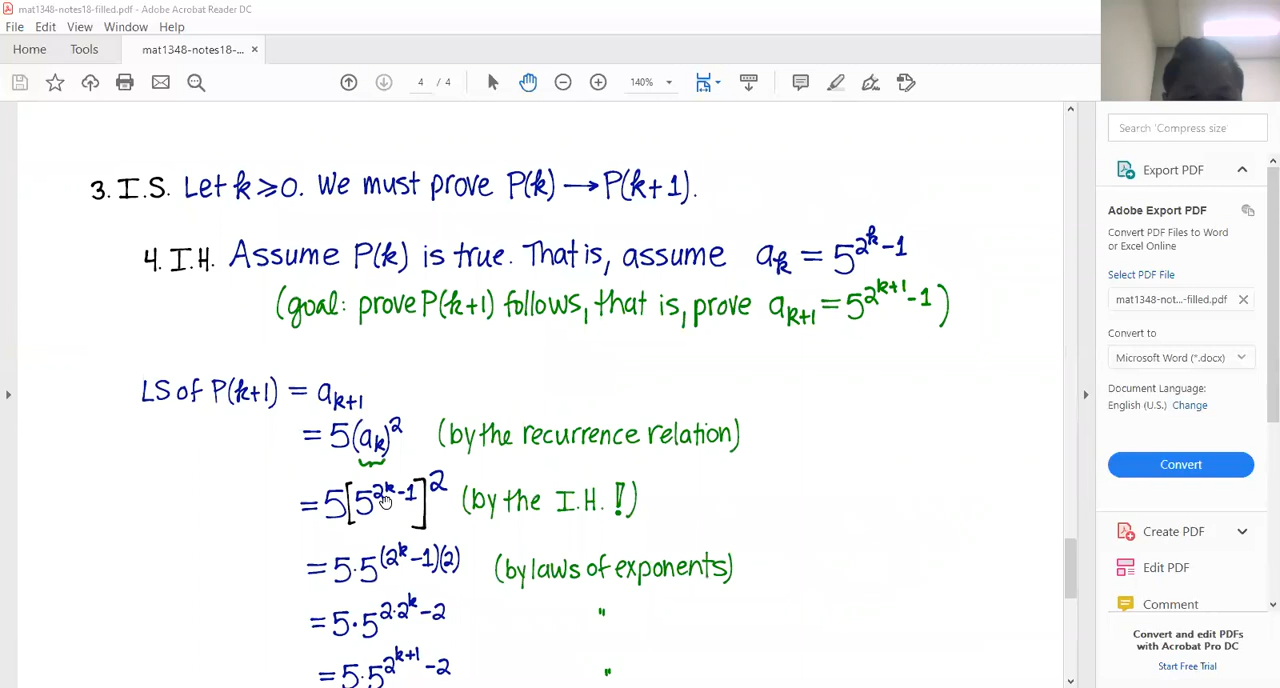 mat1348-notes18-filled.pdf - Adobe Acrobat Reader DC
File Edit View Window Help
Home Tools mat1348-notes18-... ×
4 / 4 140%
3. I.S. Let k ≥ 0. We must prove P(k) → P(k+1).
4. I.H. Assume P(k) is true. That is, assume a_k = 5^{2^k - 1}
(goal: prove P(k+1) follows, that is, prove a_{k+1} = 5^{2^{k+1} - 1})
LS of P(k+1) = a_{k+1}
= 5(a_k)^2 (by the recurrence relation)
= 5[5^{2^k - 1}]^2 (by the I.H.!)
= 5·5^{(2^k - 1)(2)} (by laws of exponents)
= 5·5^{2·2^k - 2} "
= 5·5^{2^{k+1} - 2} "
Search 'Compress size'
Export PDF
Adobe Export PDF
Convert PDF Files to Word
or Excel Online
Select PDF File
mat1348-not...-filled.pdf ×
Convert to
Microsoft Word (*.docx)
Document Language:
English (U.S.) Change
Convert
Create PDF
Edit PDF
Comment
Convert and edit PDFs
with Acrobat Pro DC
Start Free Trial